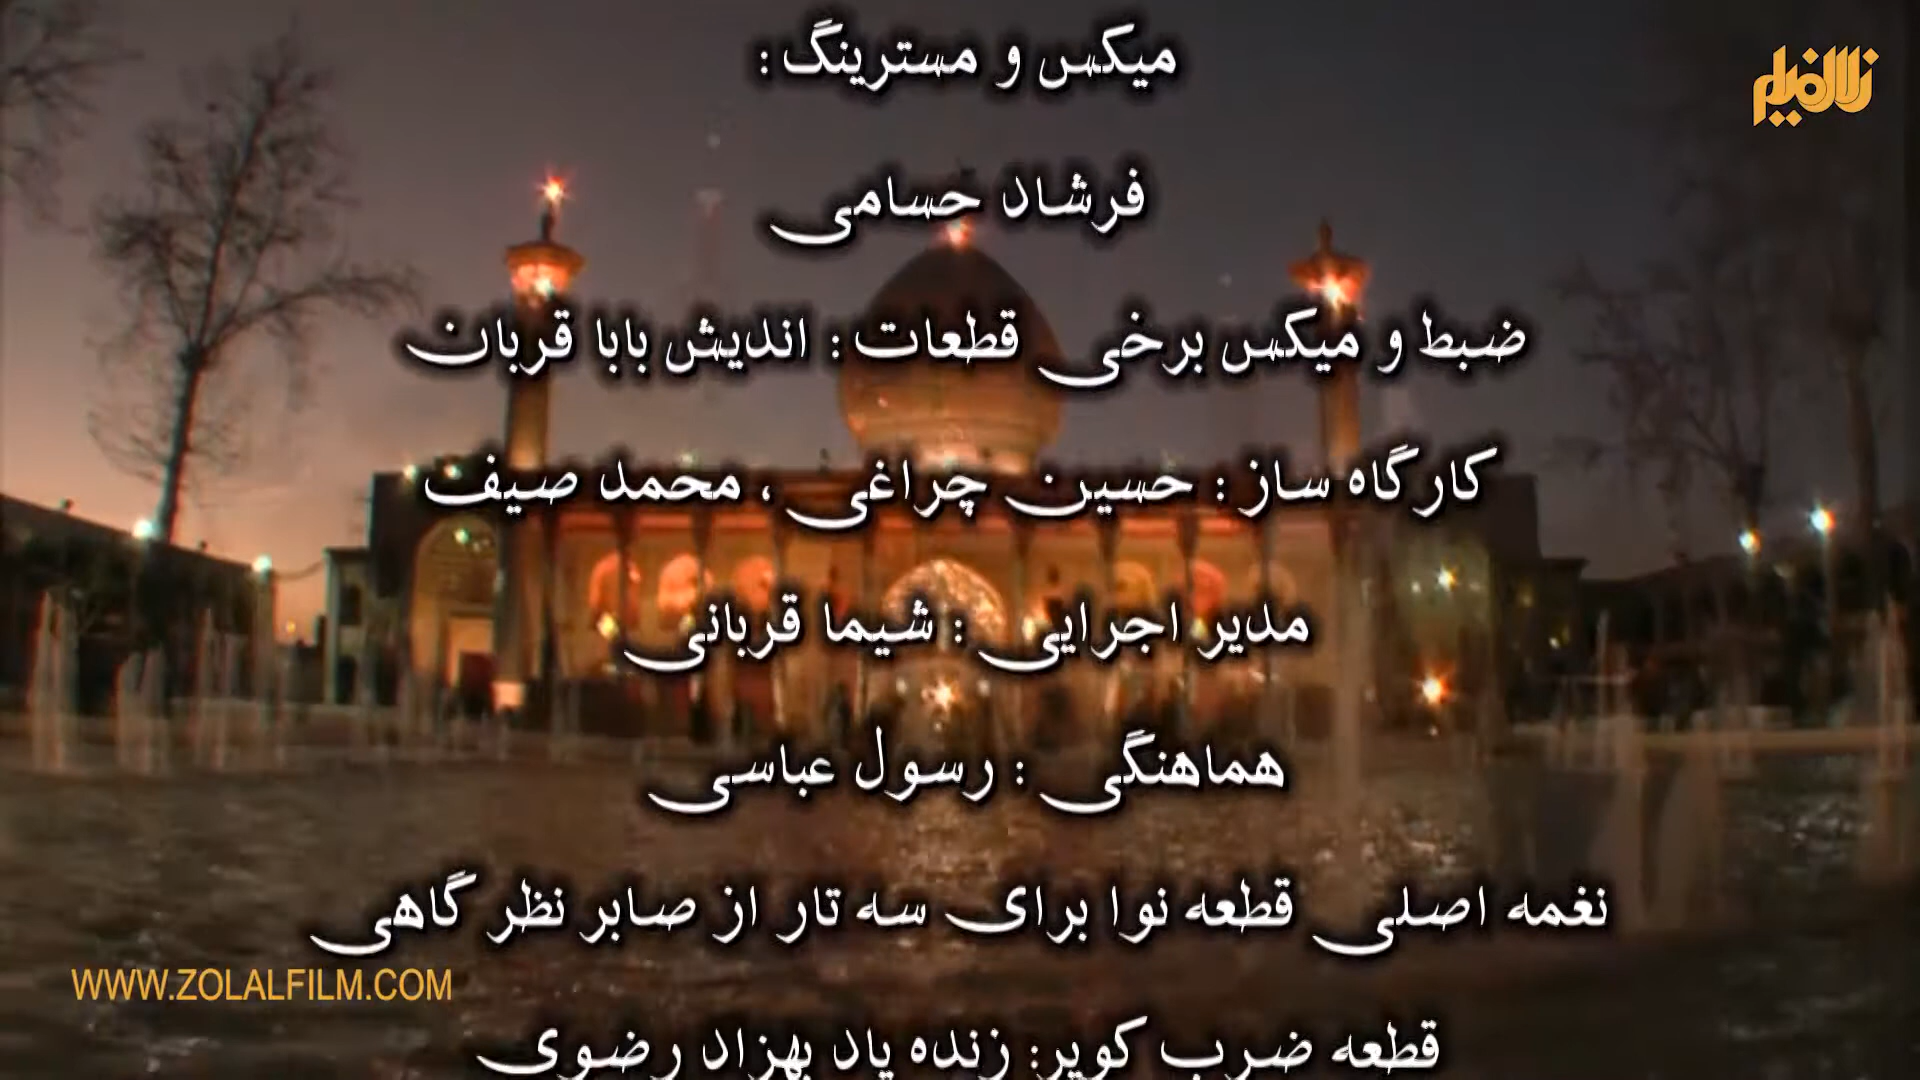 میکس و مسترینگ :
زلال فیلم
فرشاد حسامی
ضبط و میکس برخی قطعات : اندیش بابا قربان
کارگاه ساز : حسین چراغی ، محمد صیف
مدیر اجرایی : شیما قربانی
هماهنگی : رسول عباسی
نغمه اصلی قطعه نوا برای سه تار از صابر نظر گاهی
WWW.ZOLALFILM.COM
قطعه ضرب کویر: زنده یاد بهزاد رضوی